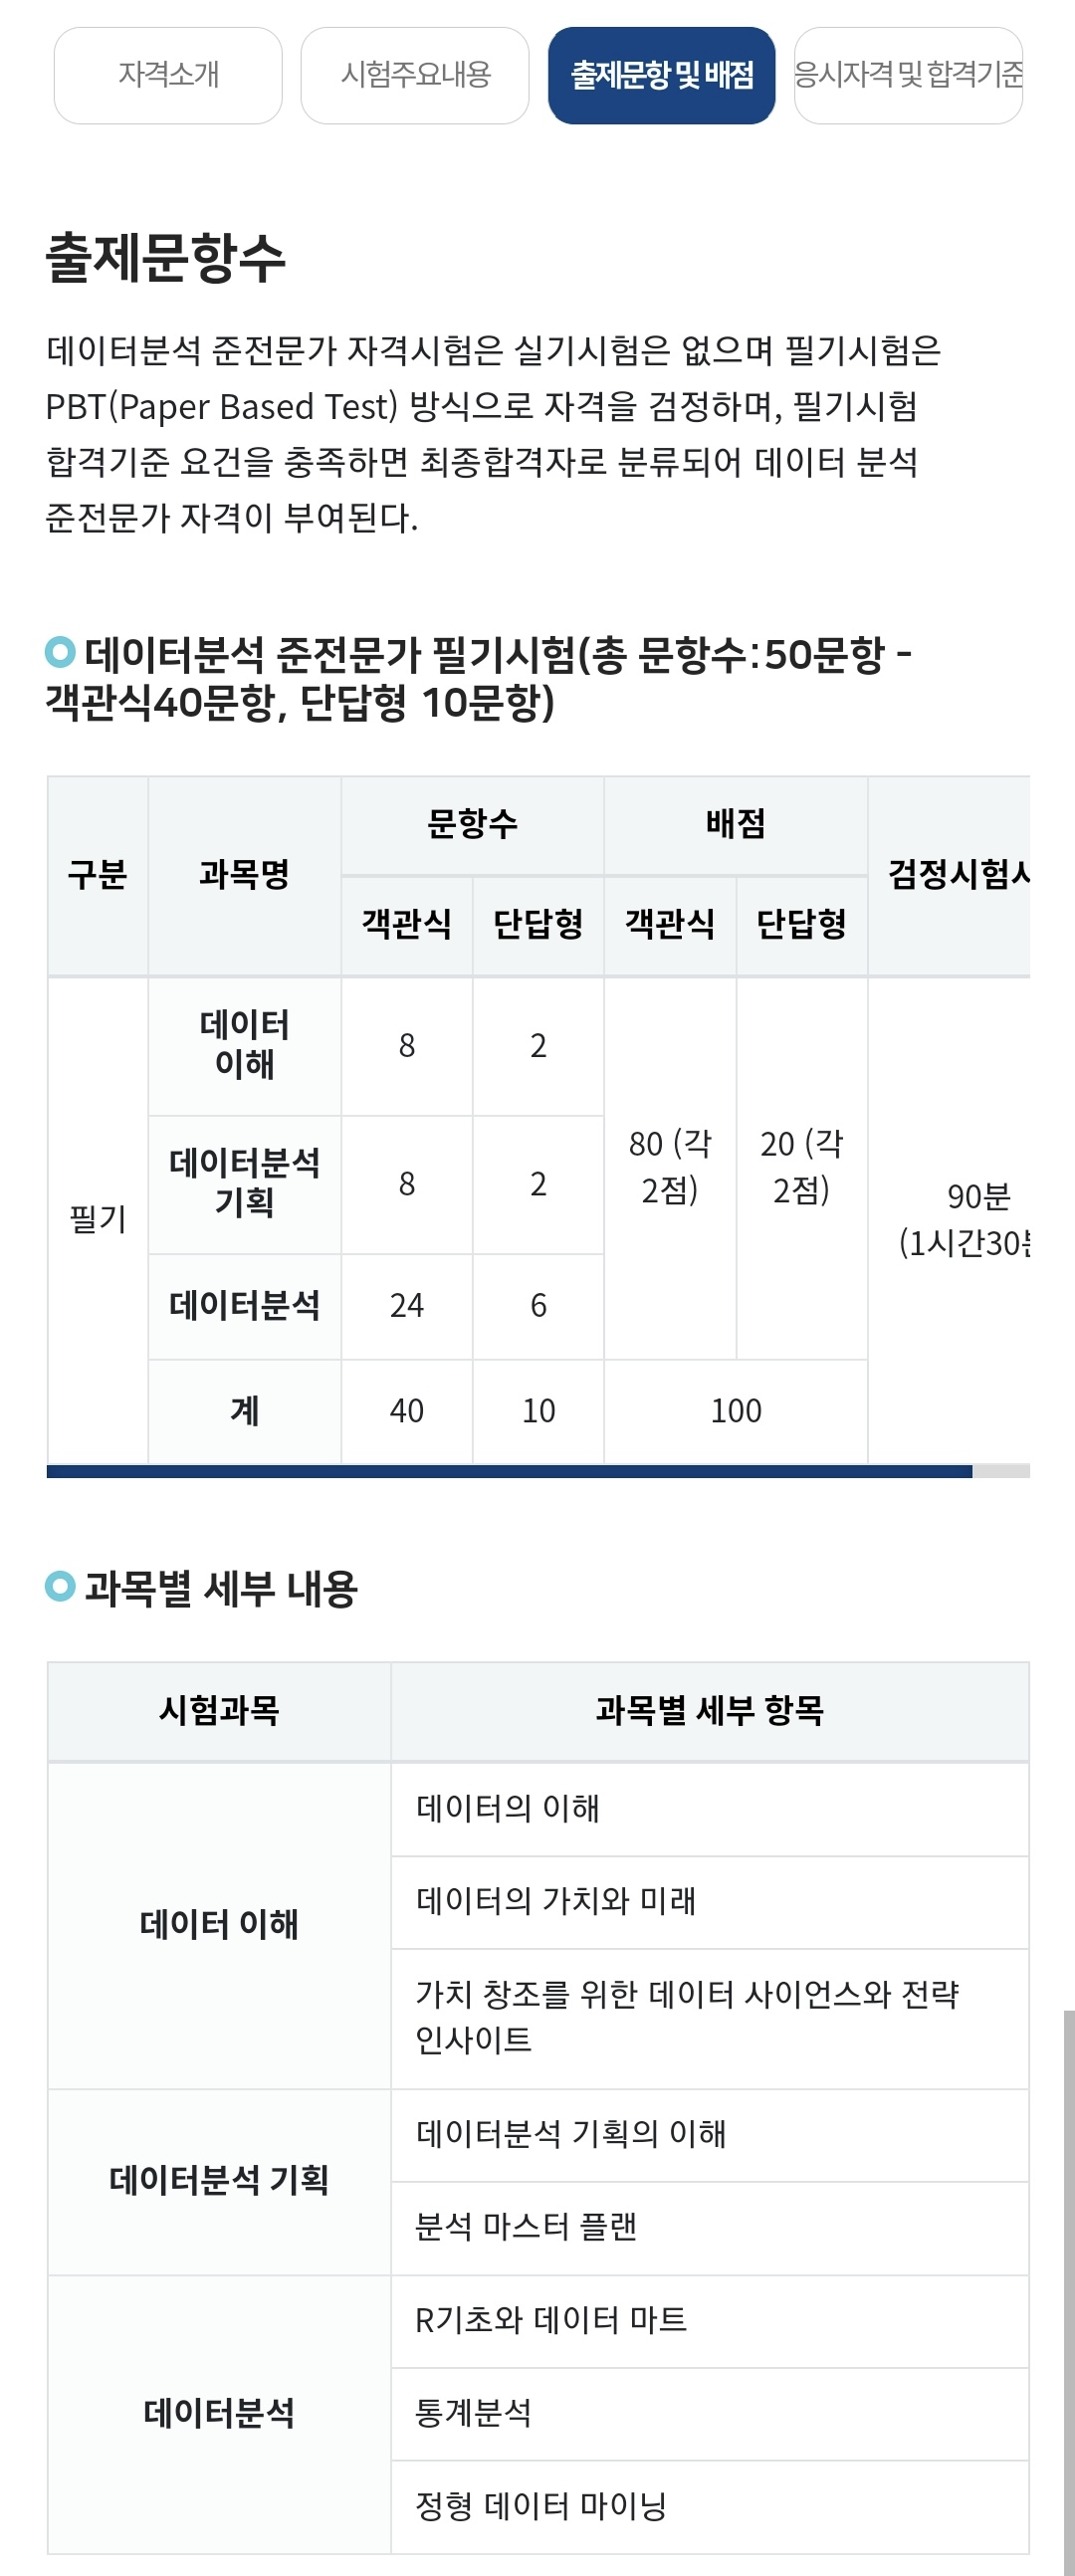 자격소개 시험주요내용 출제문항 및 배점 응시자격 및 합격기준
출제문항수
데이터분석 준전문가 자격시험은 실기시험은 없으며 필기시험은
PBT(Paper Based Test) 방식으로 자격을 검정하며, 필기시험
합격기준 요건을 충족하면 최종합격자로 분류되어 데이터 분석
준전문가 자격이 부여된다.
데이터분석 준전문가 필기시험(총 문항수:50문항 -
객관식40문항, 단답형 10문항)
구분 과목명 문항수 배점 검정시험시
객관식 단답형 객관식 단답형
필기
데이터
이해
8 2
데이터분석
기획
8 2
데이터분석 24 6
80 (각
2점)
20 (각
2점)
90분
(1시간30분
계 40 10 100
과목별 세부 내용
시험과목 과목별 세부 항목
데이터 이해
데이터의 이해
데이터의 가치와 미래
가치 창조를 위한 데이터 사이언스와 전략
인사이트
데이터분석 기획
데이터분석 기획의 이해
분석 마스터 플랜
데이터분석
R기초와 데이터 마트
통계분석
정형 데이터 마이닝